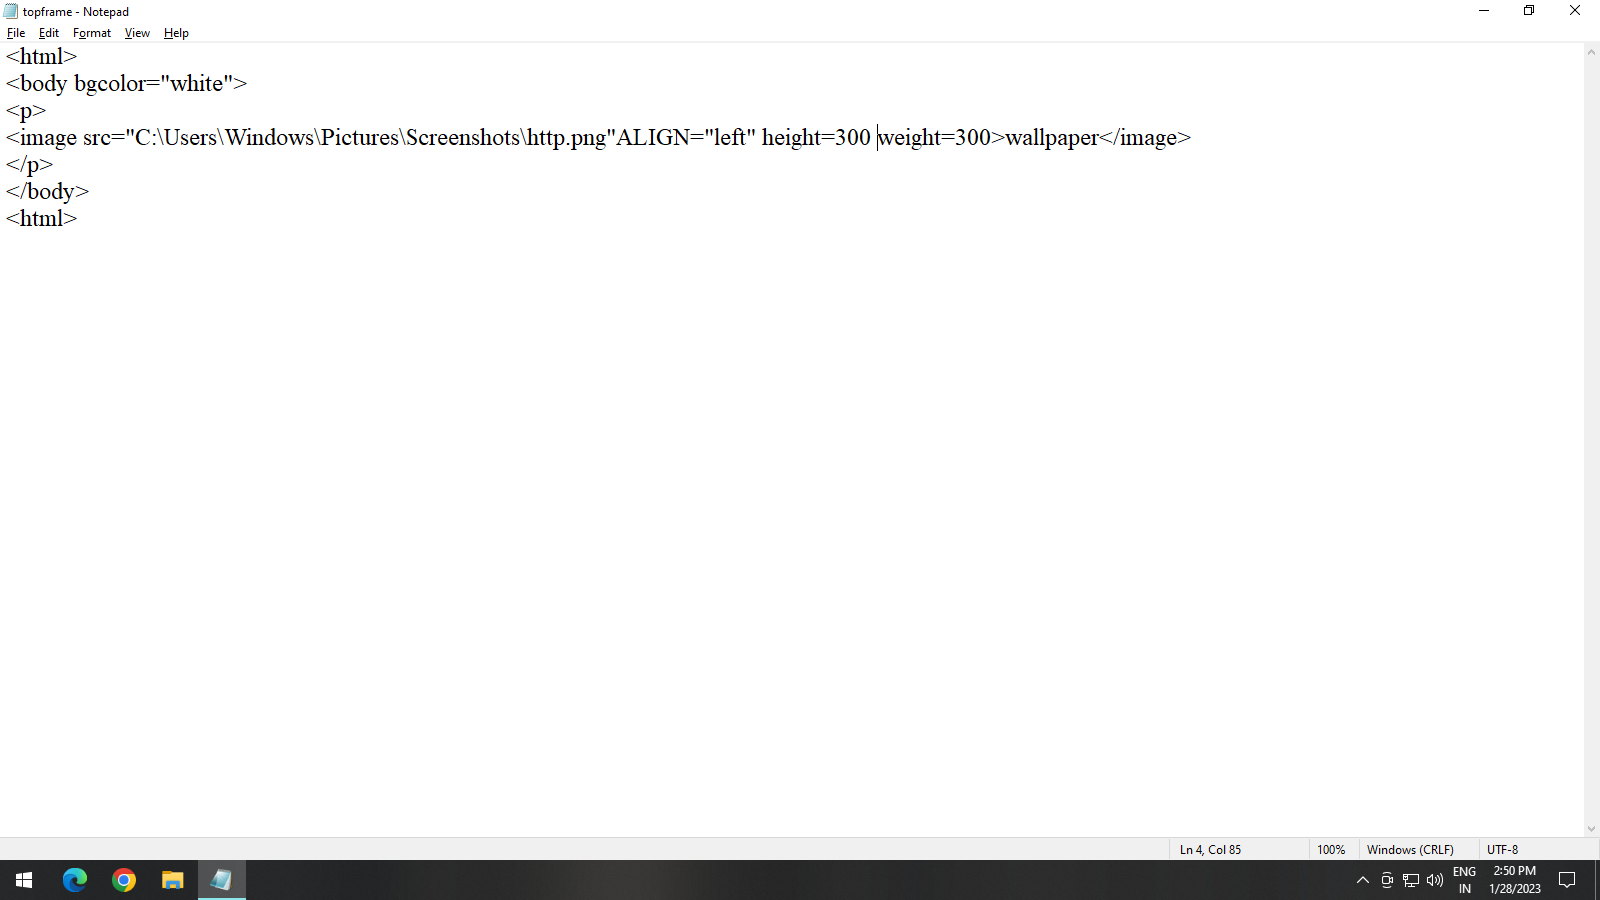 topframe - Notepad
File Edit Format View Help
<html>
<body bgcolor="white">
<p>
<image src="C:\Users\Windows\Pictures\Screenshots\http.png"ALIGN="left" height=300 weight=300>wallpaper</image>
</p>
</body>
<html>
Ln 4, Col 85 100% Windows (CRLF) UTF-8
ENG 2:50 PM
IN 1/28/2023